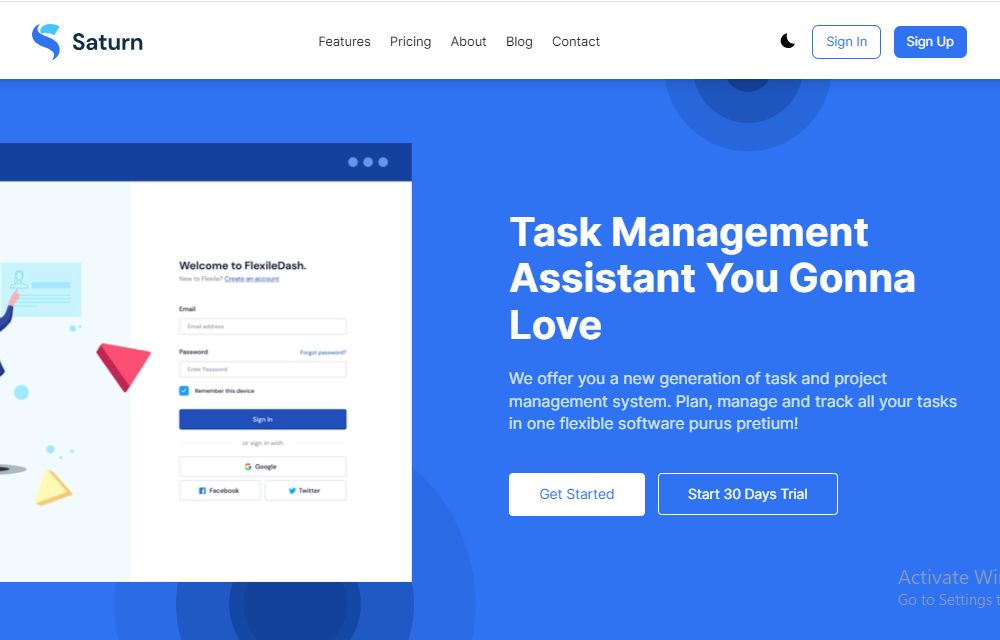 Saturn
Features Pricing About Blog Contact
Sign In Sign Up
Welcome to FlexileDash.
New to Flexile? Create an account
Email
Email address
Password Forgot password?
Enter Password
Remember this device
Sign In
or sign in with
Google
Facebook Twitter
Task Management
Assistant You Gonna
Love
We offer you a new generation of task and project
management system. Plan, manage and track all your tasks
in one flexible software purus pretium!
Get Started Start 30 Days Trial
Activate Wi
Go to Settings t